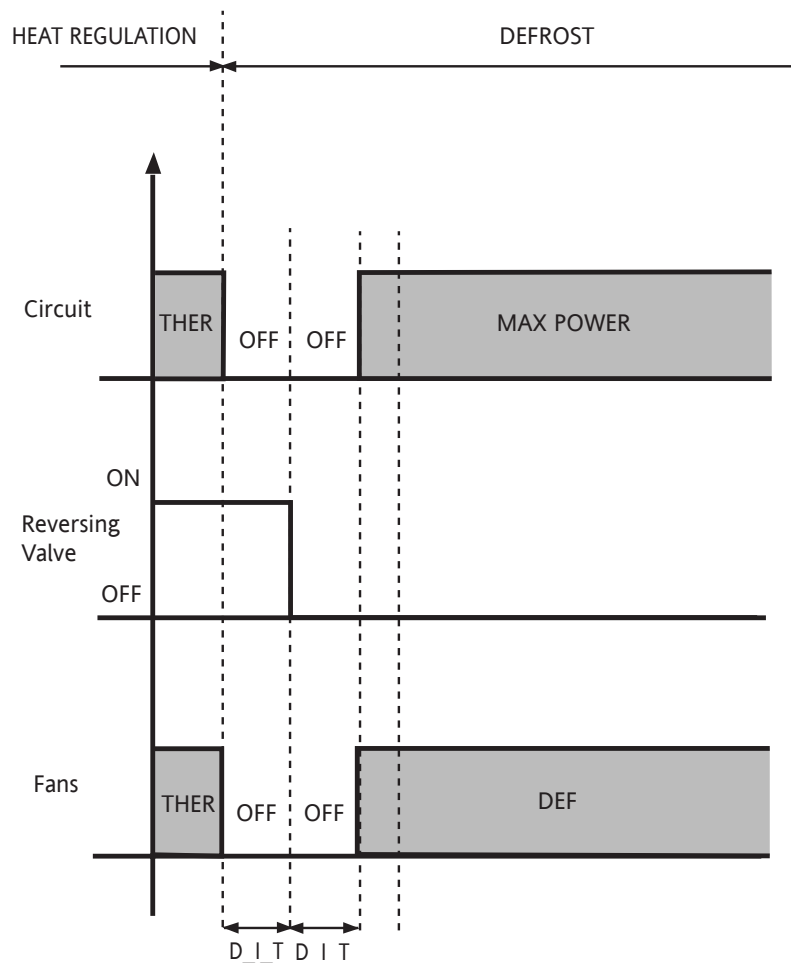 HEAT REGULATION
DEFROST
Circuit
THER
OFF
OFF
MAX POWER
ON
Reversing
Valve
OFF
Fans
THER
OFF
OFF
DEF
D_I_T
D I T